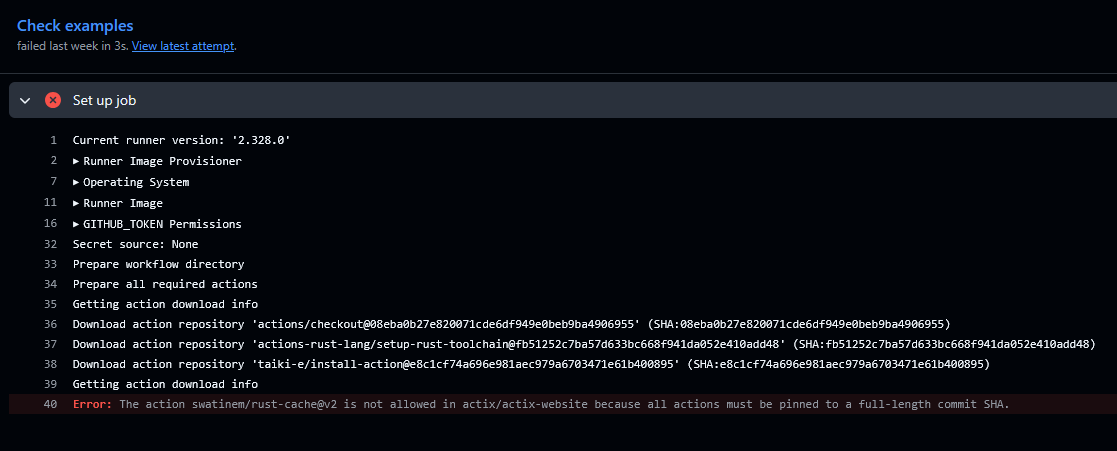 Check examples
failed last week in 3s. View latest attempt.
Set up job
1 Current runner version: '2.328.0'
2 ▸ Runner Image Provisioner
7 ▸ Operating System
11 ▸ Runner Image
16 ▸ GITHUB_TOKEN Permissions
32 Secret source: None
33 Prepare workflow directory
34 Prepare all required actions
35 Getting action download info
36 Download action repository 'actions/checkout@08eba0b27e820071cde6df949e0beb9ba4906955' (SHA:08eba0b27e820071cde6df949e0beb9ba4906955)
37 Download action repository 'actions-rust-lang/setup-rust-toolchain@fb51252c7ba57d633bc668f941da052e410add48' (SHA:fb51252c7ba57d633bc668f941da052e410add48)
38 Download action repository 'taiki-e/install-action@e8c1cf74a696e981aec979a6703471e61b400895' (SHA:e8c1cf74a696e981aec979a6703471e61b400895)
39 Getting action download info
40 Error: The action swatinem/rust-cache@v2 is not allowed in actix/actix-website because all actions must be pinned to a full-length commit SHA.